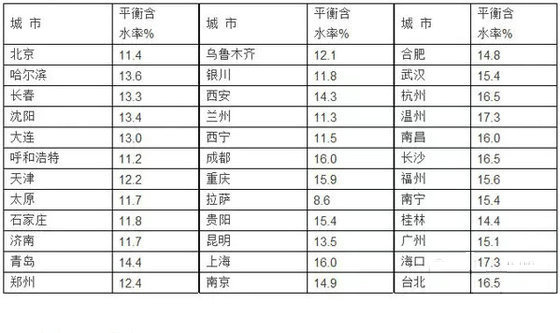 城 市 平衡含水率% 城 市 平衡含水率% 城 市 平衡含水率%
北京 11.4 乌鲁木齐 12.1 合肥 14.8
哈尔滨 13.6 银川 11.8 武汉 15.4
长春 13.3 西安 14.3 杭州 16.5
沈阳 13.4 兰州 11.3 温州 17.3
大连 13.0 西宁 11.5 南昌 16.0
呼和浩特 11.2 成都 16.0 长沙 16.5
天津 12.2 重庆 15.9 福州 15.6
太原 11.7 拉萨 8.6 南宁 15.4
石家庄 11.8 贵阳 15.4 桂林 14.4
济南 11.7 昆明 13.5 广州 15.1
青岛 14.4 上海 16.0 海口 17.3
郑州 12.4 南京 14.9 台北 16.5